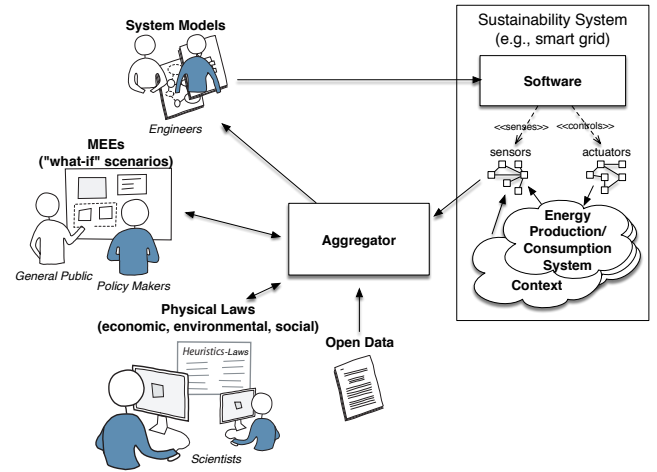 System Models
Engineers
Sustainability System
(e.g., smart grid)
Software
<<senses>>
<<controls>>
sensors
actuators
Energy
Production/
Consumption
System
Context
MEEs
("what-if" scenarios)
General Public
Policy Makers
Aggregator
Physical Laws
(economic, environmental, social)
Heuristics-Laws
Scientists
Open Data